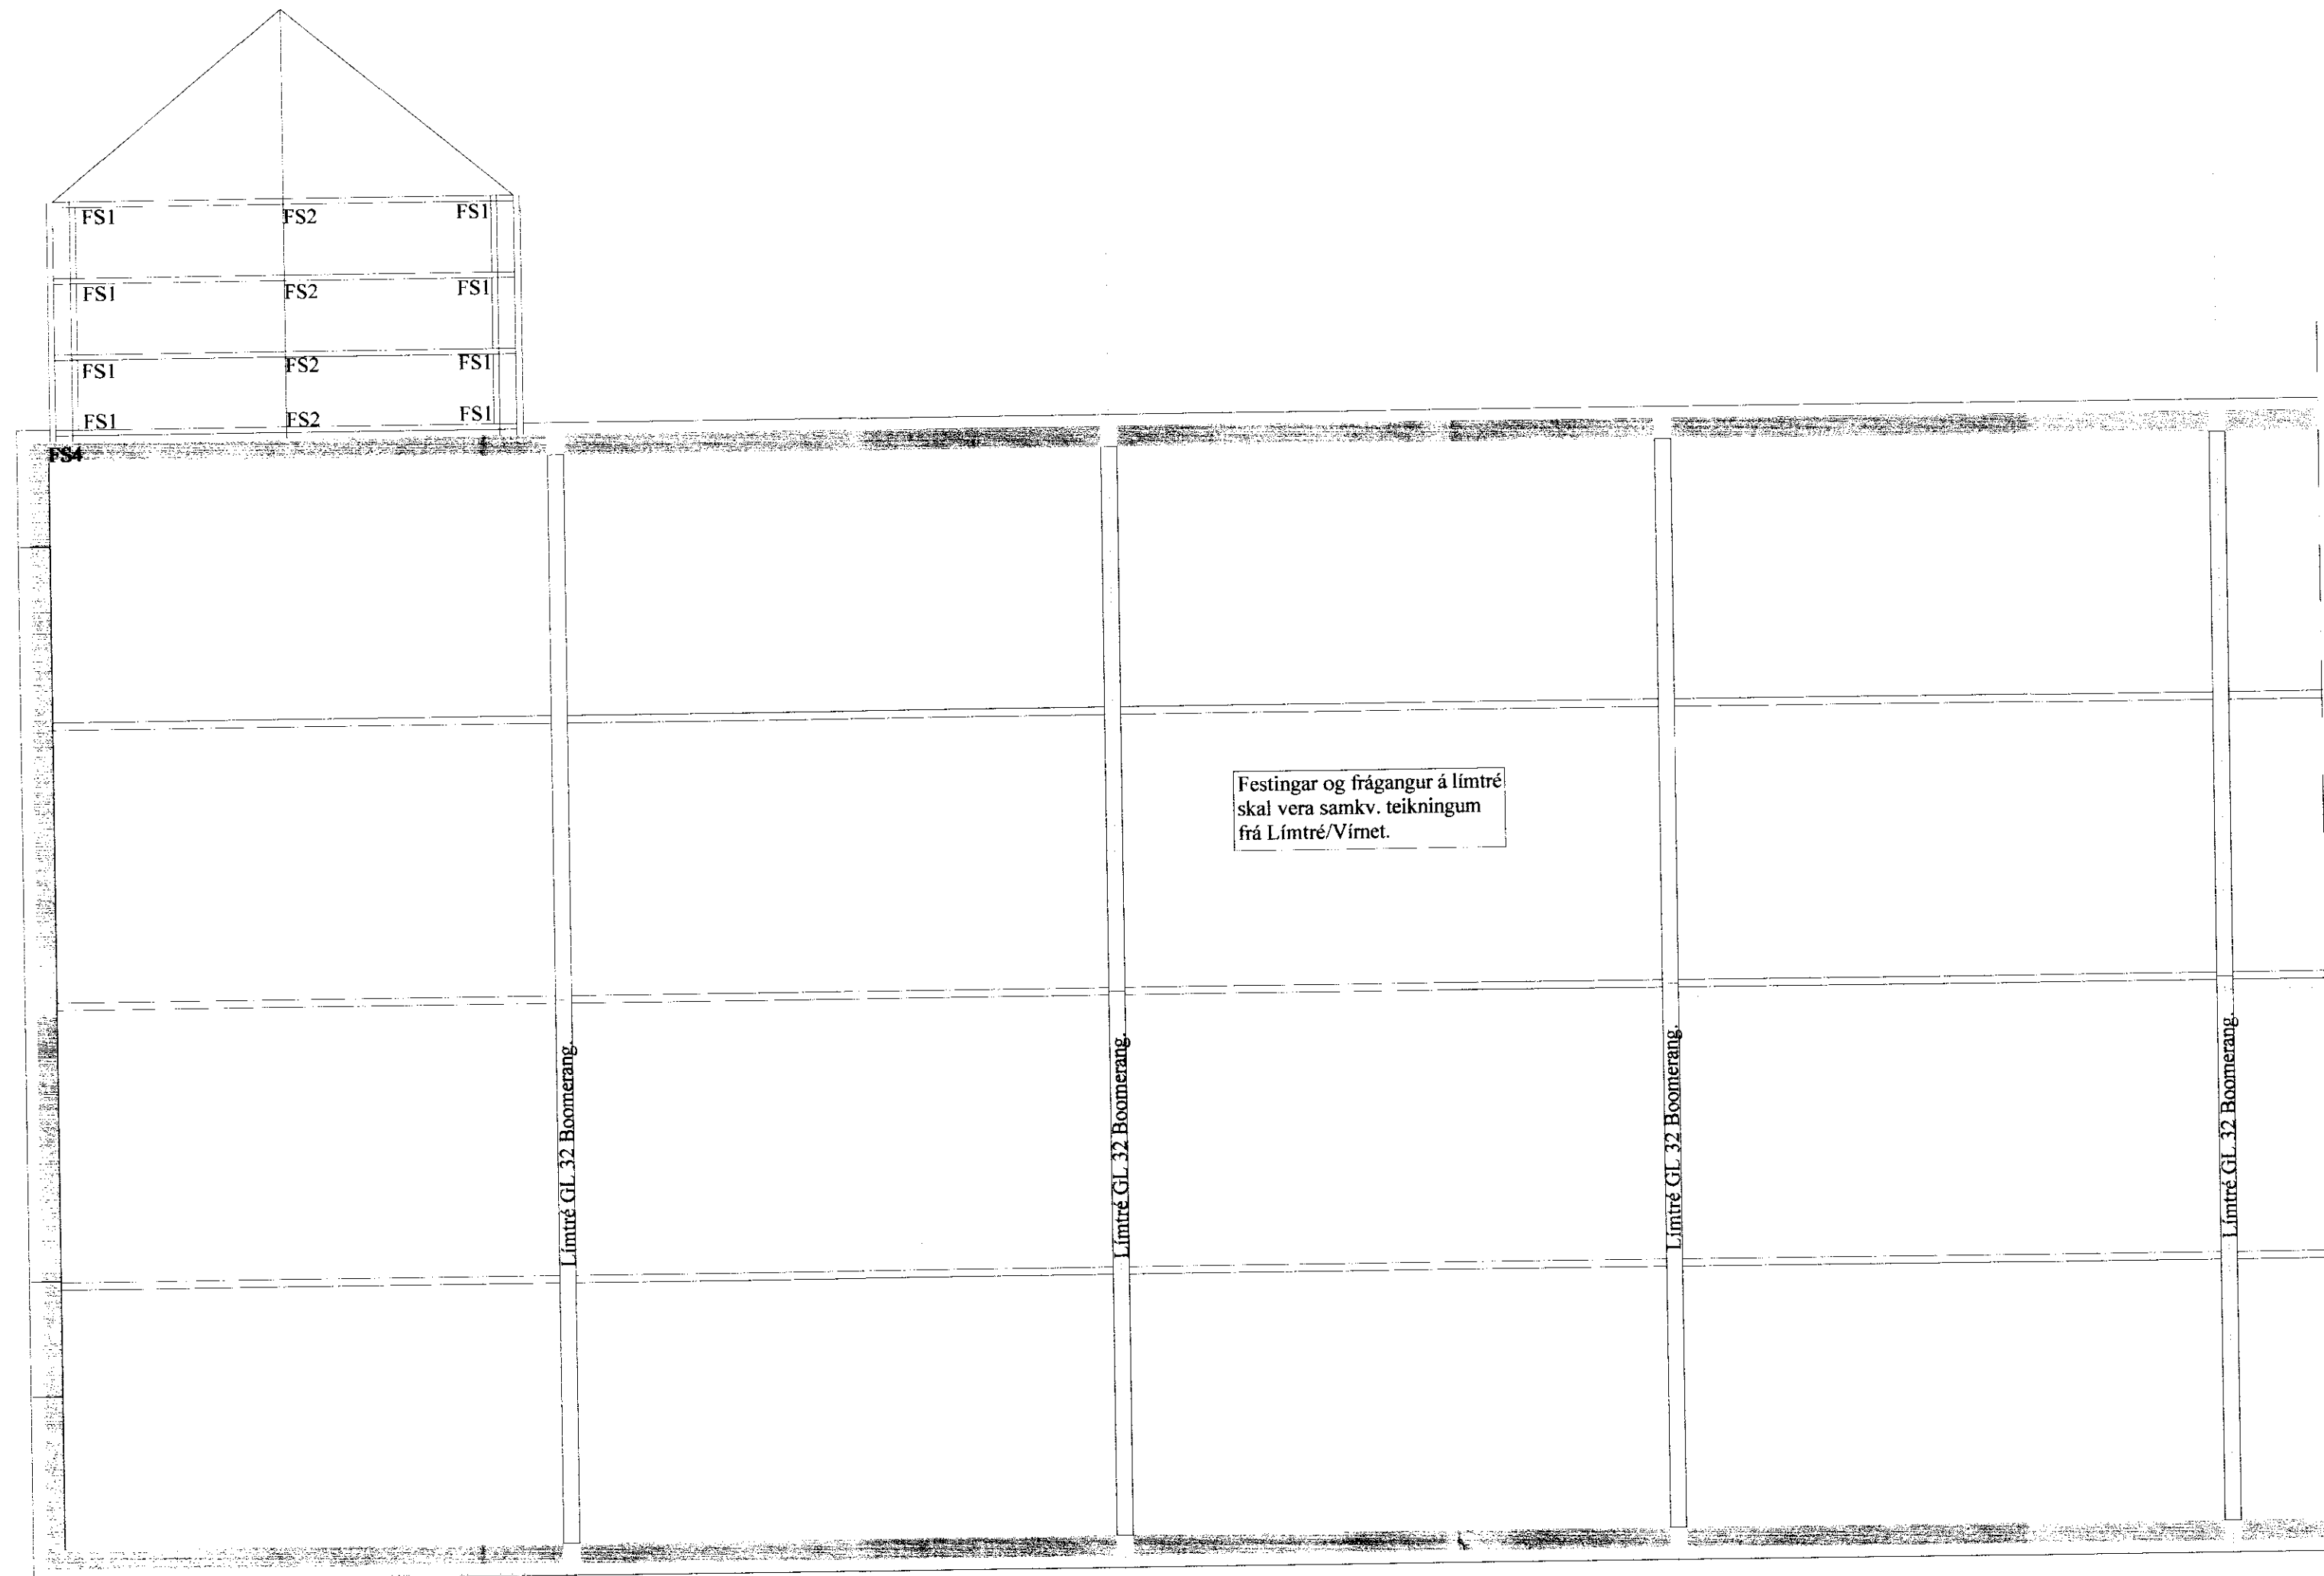 FS1 FS2 FS1
FS1 FS2 FS1
FS1 FS2 FS1
FS1 FS2 FS1
FS4
Festingar og frágangur á límtré
skal vera samkv. teikningum
frá Límtré/Vírnet.
Límtré GL 32 Boomerang.
Límtré GL 32 Boomerang.
Límtré GL 32 Boomerang.
Límtré GL 32 Boomerang.